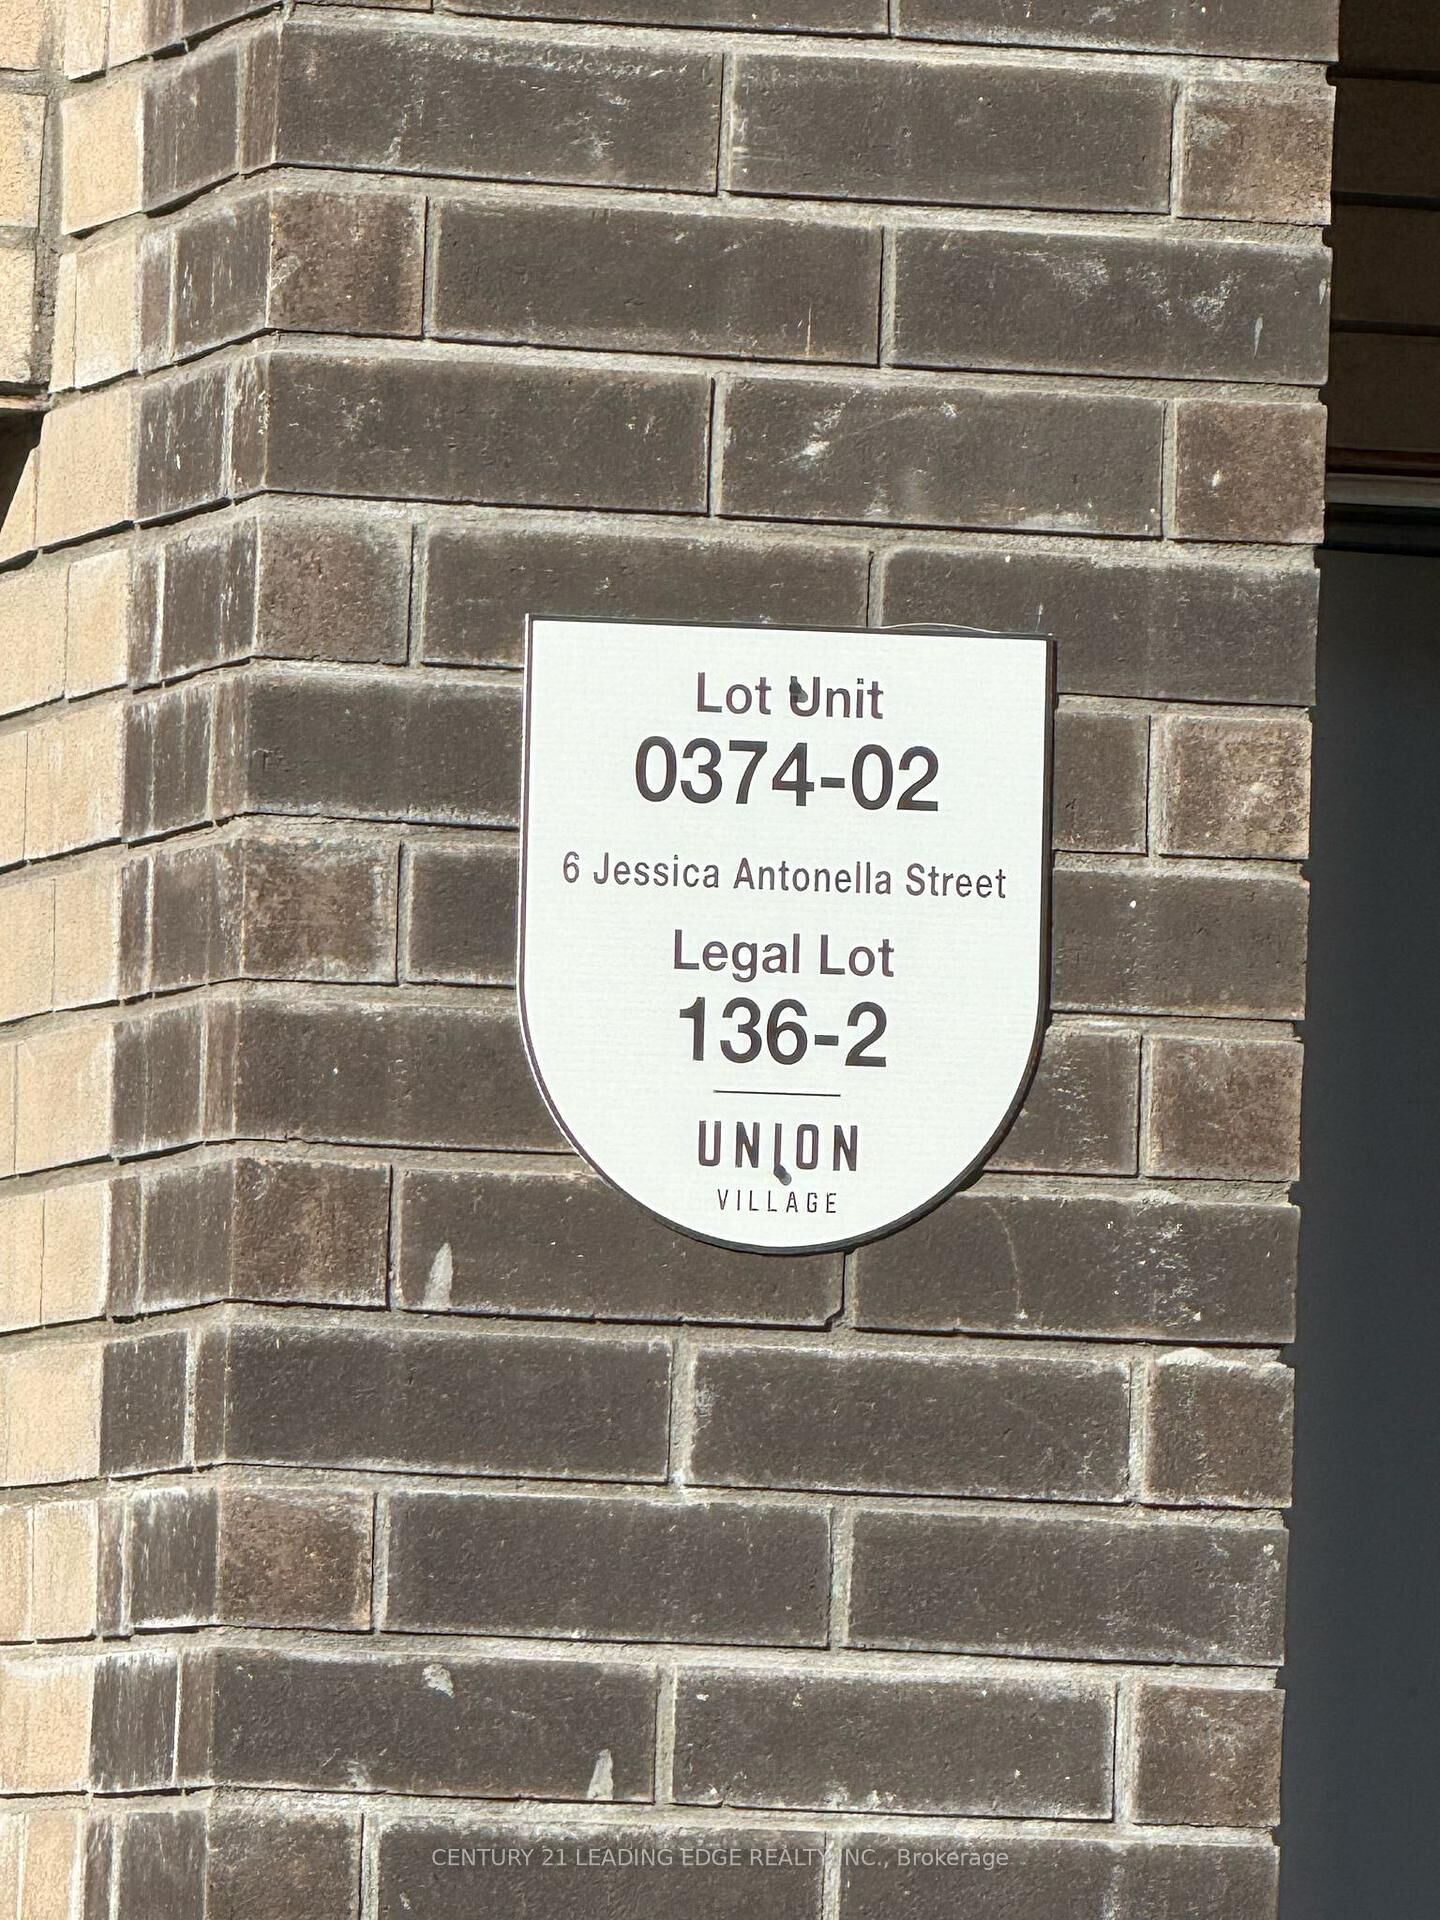 Lot Unit
0374-02
6 Jessica Antonella Street
Legal Lot
136-2
UNION
VILLAGE
CENTURY 21 LEADING EDGE REALTY INC., Brokerage